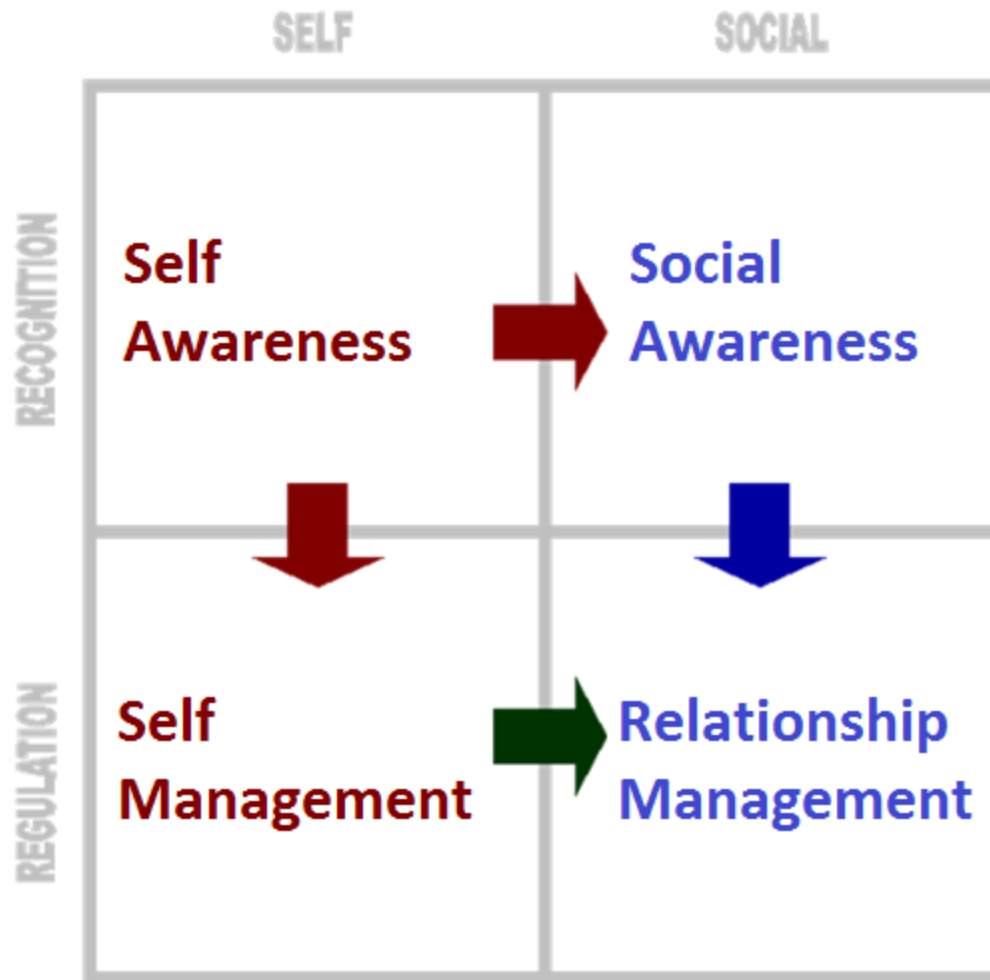 SELF
SOCIAL
RECOGNITION
Self
Awareness
Social
Awareness
REGULATION
Self
Management
Relationship
Management